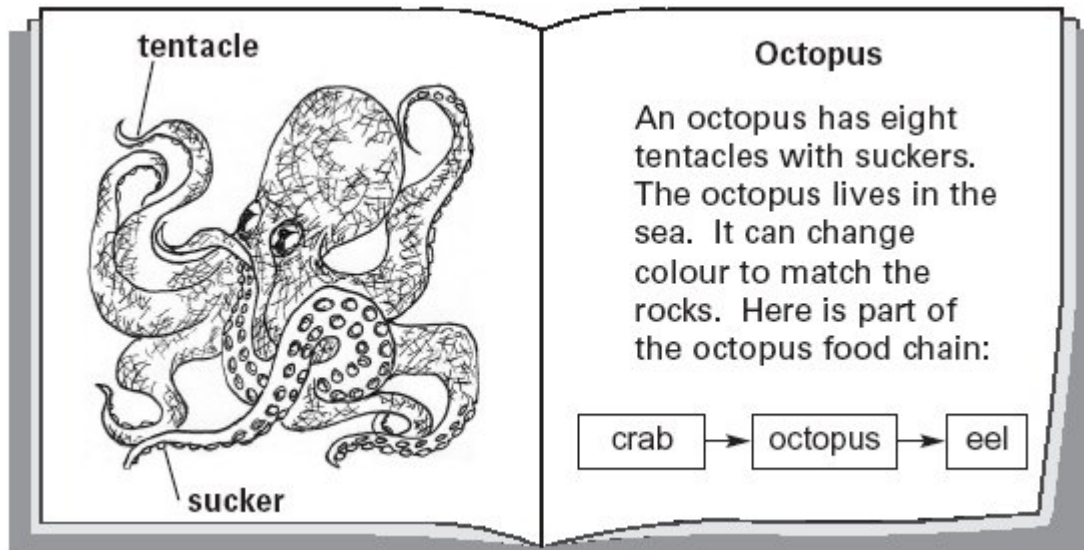 tentacle
sucker
Octopus
An octopus has eight
tentacles with suckers.
The octopus lives in the
sea. It can change
colour to match the
rocks. Here is part of
the octopus food chain:
crab octopus eel